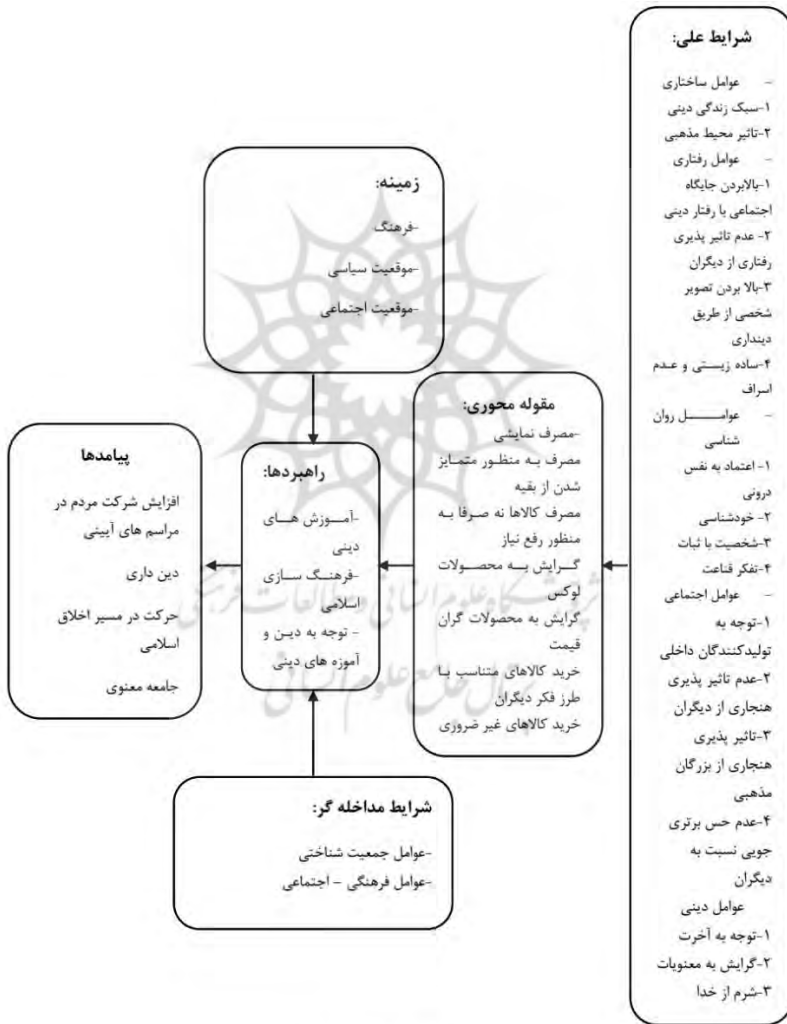 شرایط علی:
- عوامل ساختاری
۱-سبک زندگی دینی
۲-تاثیر محیط مذهبی
- عوامل رفتاری
۱-بالابردن جایگاه
اجتماعی با رفتار دینی
۲- عدم تاثیر پذیری
رفتاری از دیگران
۳-بالا بردن تصویر
شخصی از طریق
دینداری
۴-ساده زیستی و عدم
اسراف
- عوامل روان
شناسی
۱- اعتماد به نفس
درونی
۲- خودشناسی
۳-شخصیت با ثبات
۴-تفکر قناعت
- عوامل اجتماعی
۱-توجه به
تولیدکنندگان داخلی
۲-عدم تاثیر پذیری
هنجاری از دیگران
۳-تاثیر پذیری
هنجاری از بزرگان
مذهبی
۴-عدم حس برتری
جویی نسبت به
دیگران
عوامل دینی
۱-توجه به آخرت
۲-گرایش به معنویات
۳-شرم از خدا
زمینه:
-فرهنگ
-موقعیت سیاسی
-موقعیت اجتماعی
مقوله محوری:
-مصرف نمایشی
مصرف به منظور متمایز
شدن از بقیه
مصرف کالاها نه صرفا به
منظور رفع نیاز
گرایش به محصولات
لوکس
گرایش به محصولات گران
قیمت
خرید کالاهای متناسب با
طرز فکر دیگران
خرید کالاهای غیر ضروری
راهبردها:
-آموزش های
دینی
-فرهنگ سازی
اسلامی
- توجه به دین و
آموزه های دینی
پیامدها
افزایش شرکت مردم در
مراسم های آیینی
دین داری
حرکت در مسیر اخلاق
اسلامی
جامعه معنوی
شرایط مداخله گر:
-عوامل جمعیت شناختی
-عوامل فرهنگی – اجتماعی
پژوهشگاه علوم انسانی و مطالعات فرهنگی
پرتال جامع علوم انسانی